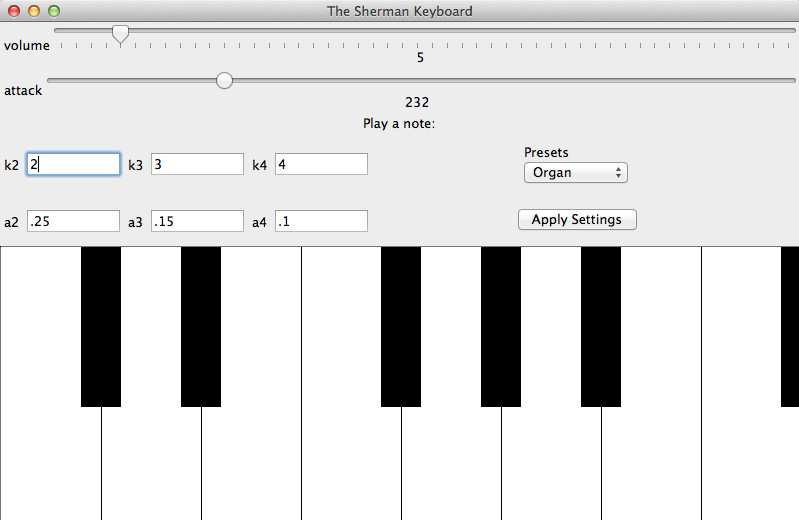 The Sherman Keyboard
volume
5
attack
232
Play a note:
k2 2 k3 3 k4 4
Presets
Organ
a2 .25 a3 .15 a4 .1
Apply Settings